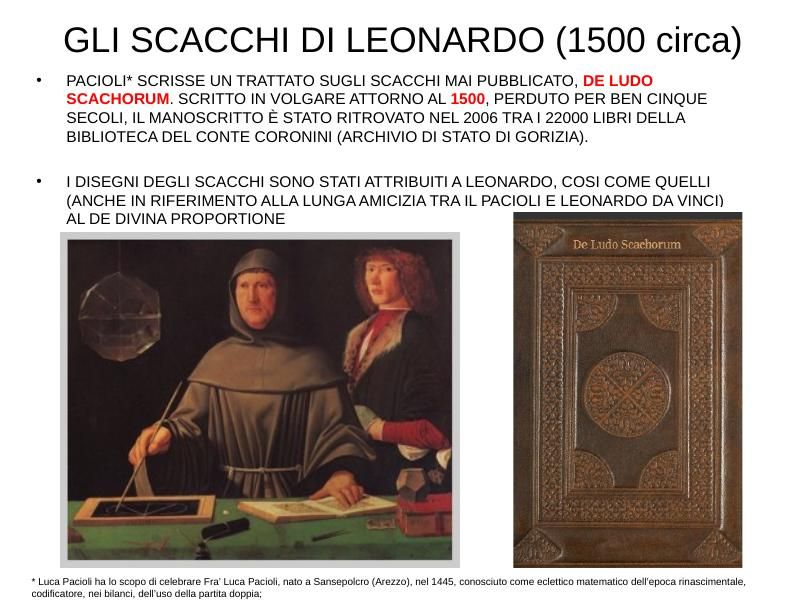 GLI SCACCHI DI LEONARDO (1500 circa)
• PACIOLI* SCRISSE UN TRATTATO SUGLI SCACCHI MAI PUBBLICATO, DE LUDO
SCACHORUM. SCRITTO IN VOLGARE ATTORNO AL 1500, PERDUTO PER BEN CINQUE
SECOLI, IL MANOSCRITTO È STATO RITROVATO NEL 2006 TRA I 22000 LIBRI DELLA
BIBLIOTECA DEL CONTE CORONINI (ARCHIVIO DI STATO DI GORIZIA).
• I DISEGNI DEGLI SCACCHI SONO STATI ATTRIBUITI A LEONARDO, COSI COME QUELLI
(ANCHE IN RIFERIMENTO ALLA LUNGA AMICIZIA TRA IL PACIOLI E LEONARDO DA VINCI)
AL DE DIVINA PROPORTIONE
De Ludo Scachorum
* Luca Pacioli ha lo scopo di celebrare Fra' Luca Pacioli, nato a Sansepolcro (Arezzo), nel 1445, conosciuto come eclettico matematico dell'epoca rinascimentale,
codificatore, nei bilanci, dell'uso della partita doppia;